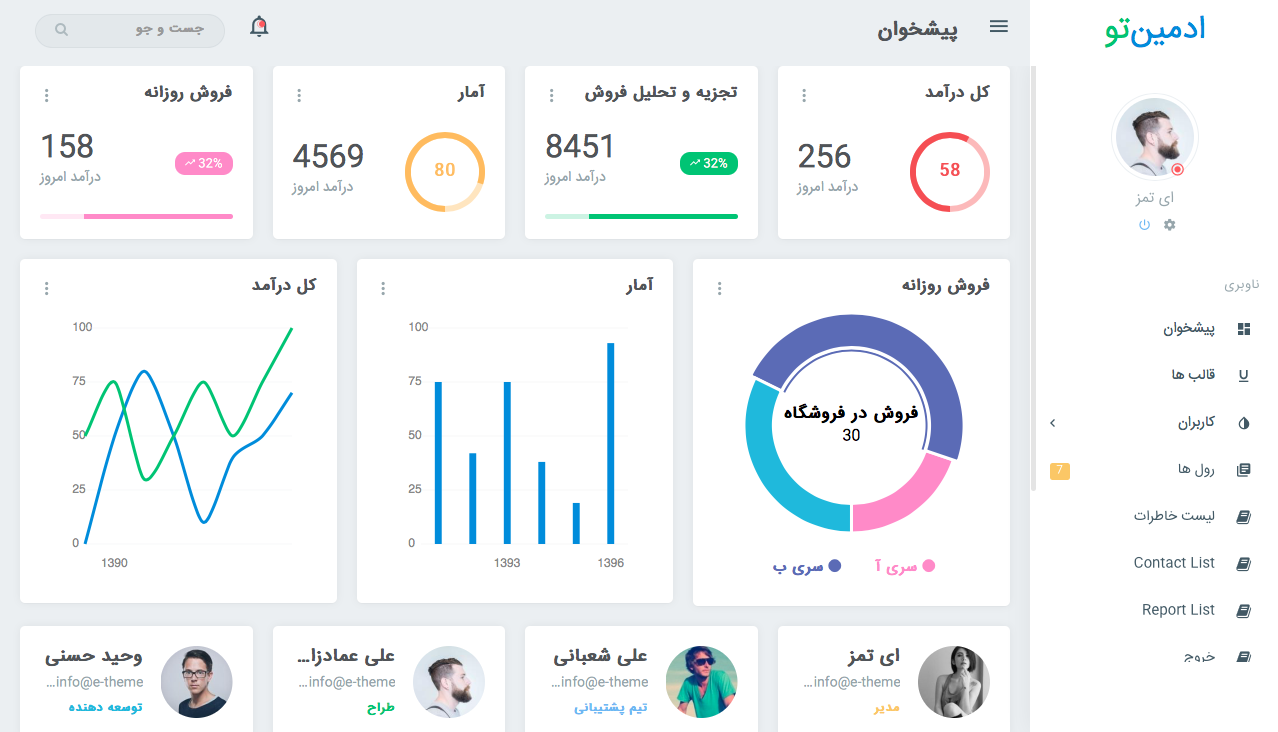 ادمین‌تو
پیشخوان
جست و جو
ای تمز
ناوبری
پیشخوان
قالب ها
کاربران
رول ها
7
لیست خاطرات
Contact List
Report List
خروج
کل درآمد
58
256
درآمد امروز
تجزیه و تحلیل فروش
8451
درآمد امروز
32%
آمار
80
4569
درآمد امروز
فروش روزانه
158
درآمد امروز
32%
فروش روزانه
فروش در فروشگاه
30
سری آ
سری ب
آمار
100
75
50
25
0
1393
1396
کل درآمد
100
75
50
25
0
1390
ای تمز
info@e-theme...
مدیر
علی شعبانی
info@e-theme...
تیم پشتیبانی
علی عمادزا...
info@e-theme...
طراح
وحید حسنی
info@e-theme...
توسعه دهنده